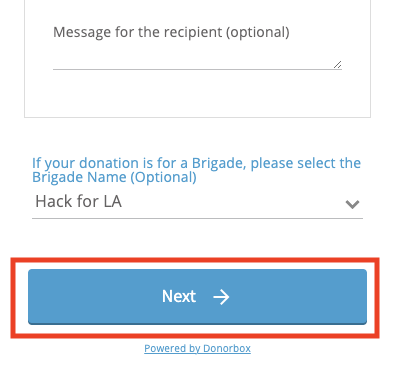 Message for the recipient (optional)
If your donation is for a Brigade, please select the
Brigade Name (Optional)
Hack for LA
Next →
Powered by Donorbox